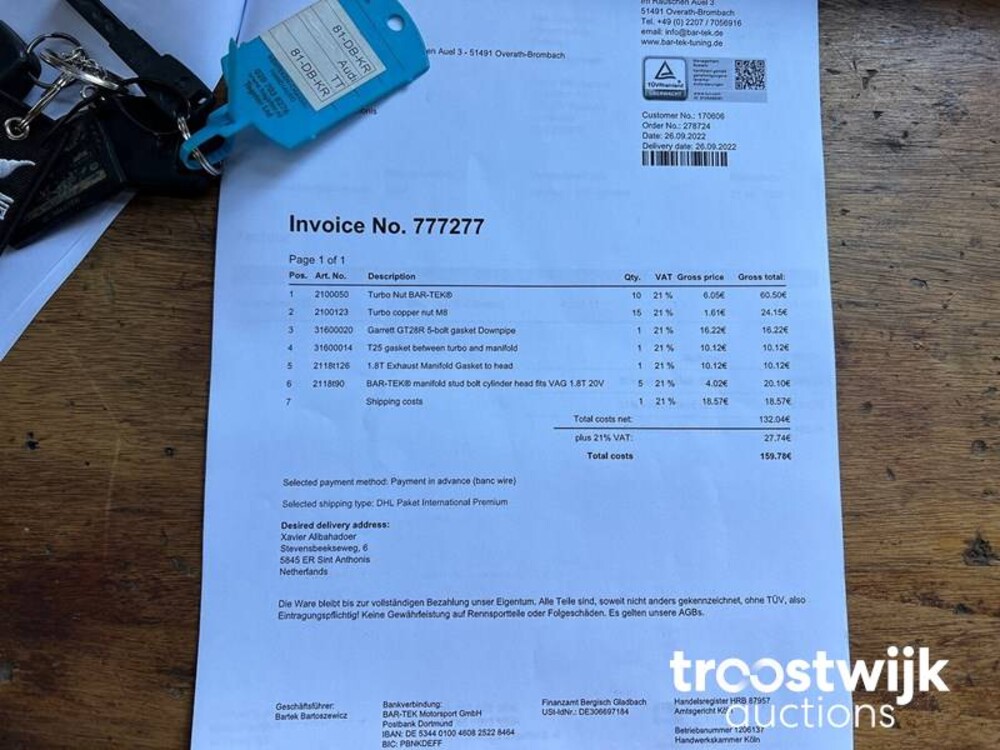 81-DB-KR
Audi
TT
81-DB-KR
Im Hauschen Auel 3
51491 Overath-Brombach
Tel. +49 (0) 2207 / 7056916
email: info@bar-tek.de
www.bar-tek-tuning.de
en Auel 3 - 51491 Overath-Brombach
TÜVRheinland
ÜBERWACHT
Customer No.: 170606
Order No.: 278724
Date: 26.09.2022
Delivery date: 26.09.2022
Invoice No. 777277
Page 1 of 1
Pos. Art. No. Description Qty. VAT Gross price Gross total:
1 2100050 Turbo Nut BAR-TEK® 10 21 % 6.05€ 60.50€
2 2100123 Turbo copper nut M8 15 21 % 1.61€ 24.15€
3 31600020 Garrett GT28R 5-bolt gasket Downpipe 1 21 % 16.22€ 16.22€
4 31600014 T25 gasket between turbo and manifold 1 21 % 10.12€ 10.12€
5 2118t126 1.8T Exhaust Manifold Gasket to head 1 21 % 10.12€ 10.12€
6 2118t90 BAR-TEK® manifold stud bolt cylinder head fits VAG 1.8T 20V 5 21 % 4.02€ 20.10€
7 Shipping costs 1 21 % 18.57€ 18.57€
Total costs net: 132.04€
plus 21% VAT: 27.74€
Total costs 159.78€
Selected payment method: Payment in advance (banc wire)
Selected shipping type: DHL Paket International Premium
Desired delivery address:
Xavier Alibahadoer
Stevensbeekseweg, 6
5845 ER Sint Anthonis
Netherlands
Die Ware bleibt bis zur vollständigen Bezahlung unser Eigentum. Alle Teile sind, soweit nicht anders gekennzeichnet, ohne TÜV, also
Eintragungspflichtig! Keine Gewährleistung auf Rennsportteile oder Folgeschäden. Es gelten unsere AGBs.
troostwijk
auctions
Geschäftsführer:
Bartek Bartoszewicz
Bankverbindung:
BAR-TEK Motorsport GmbH
Postbank Dortmund
IBAN: DE 5344 0100 4608 2522 8464
BIC: PBNKDEFF
Finanzamt Bergisch Gladbach
USt-IdNr.: DE306697184
Handelsregister HRB 87957
Amtsgericht
Betriebsnummer 1206137
Handwerkskammer Köln